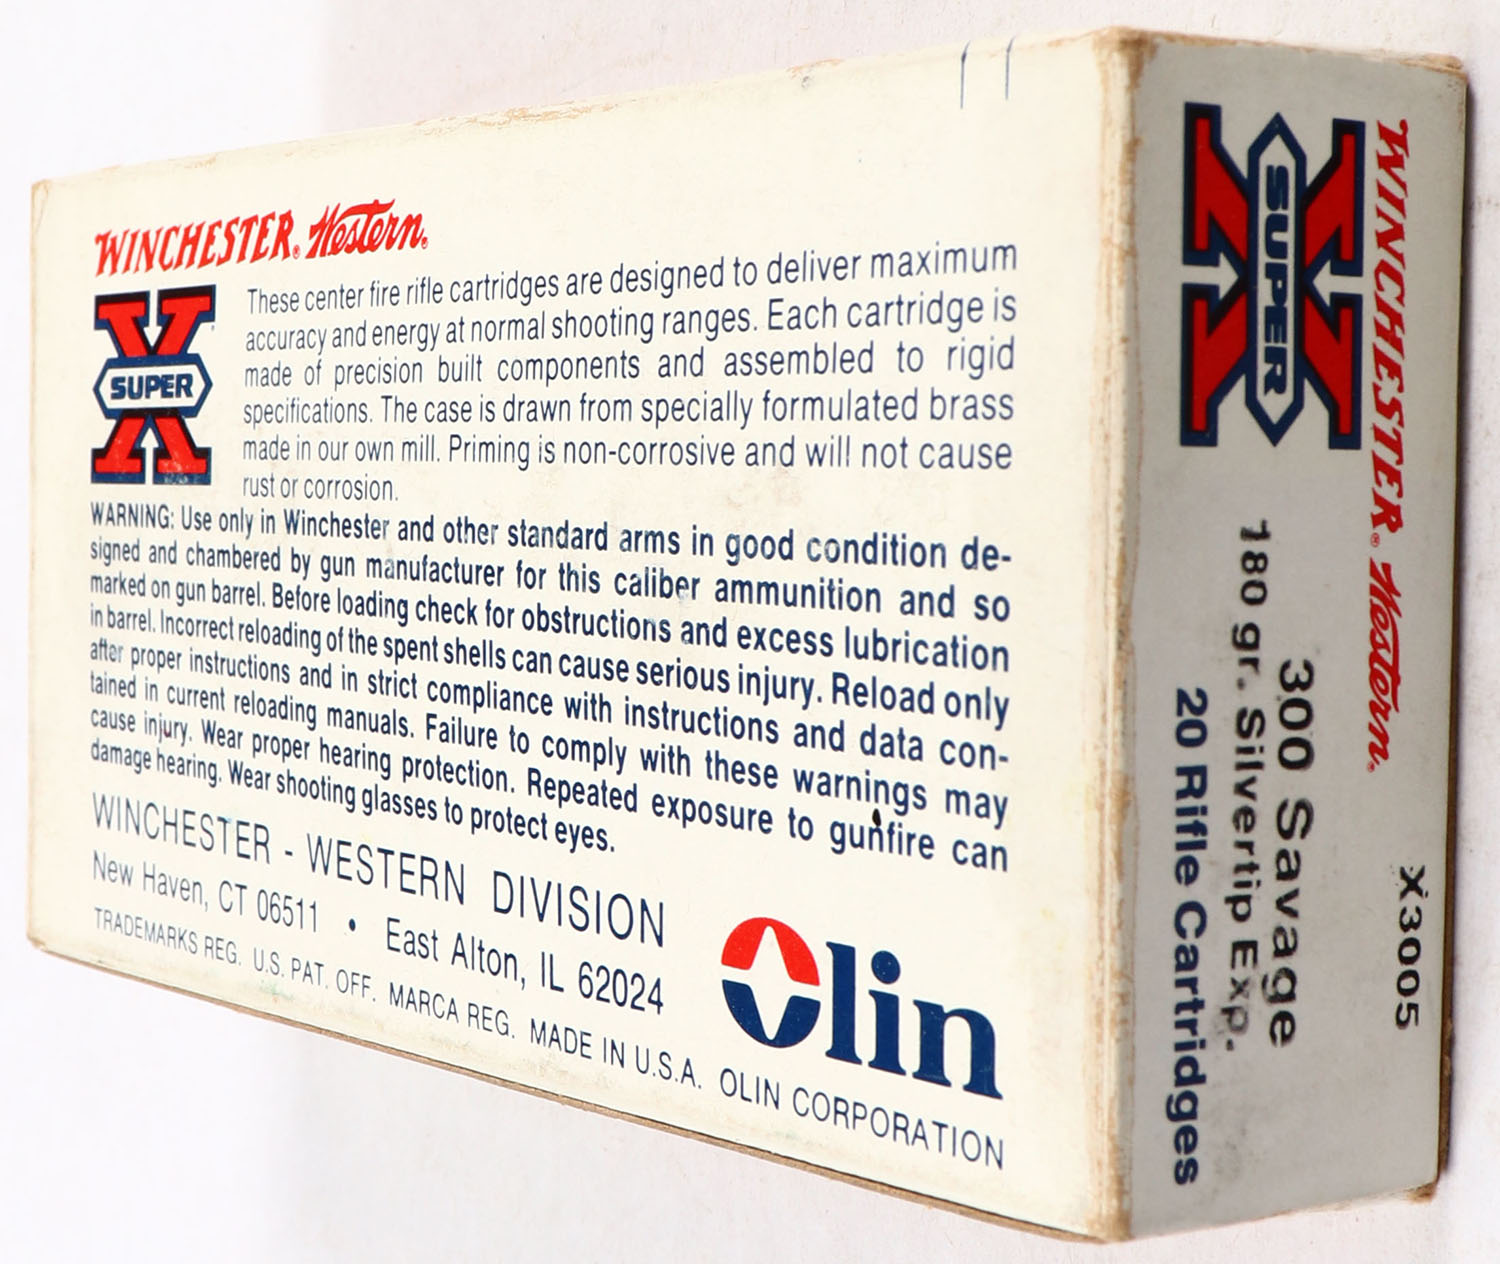 WINCHESTER® Western®
SUPER X
These center fire rifle cartridges are designed to deliver maximum
accuracy and energy at normal shooting ranges. Each cartridge is
made of precision built components and assembled to rigid
specifications. The case is drawn from specially formulated brass
made in our own mill. Priming is non-corrosive and will not cause
rust or corrosion.
WARNING: Use only in Winchester and other standard arms in good condition de-
signed and chambered by gun manufacturer for this caliber ammunition and so
marked on gun barrel. Before loading check for obstructions and excess lubrication
in barrel. Incorrect reloading of the spent shells can cause serious injury. Reload only
after proper instructions and in strict compliance with instructions and data con-
tained in current reloading manuals. Failure to comply with these warnings may
cause injury. Wear proper hearing protection. Repeated exposure to gunfire can
damage hearing. Wear shooting glasses to protect eyes.
WINCHESTER - WESTERN DIVISION
New Haven, CT 06511 • East Alton, IL 62024
Olin
TRADEMARKS REG. U.S. PAT. OFF. MARCA REG. MADE IN U.S.A. OLIN CORPORATION
WINCHESTER® Western®
X3005
SUPER X
300 Savage
180 gr. Silvertip Exp.
20 Rifle Cartridges